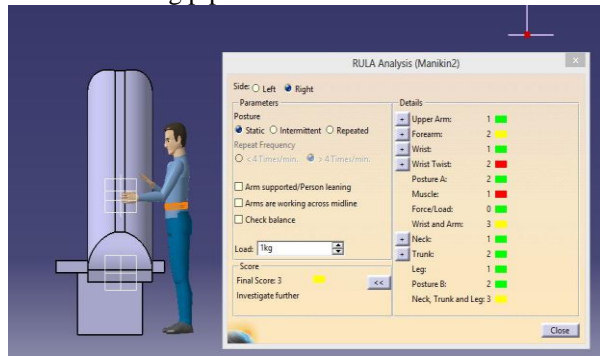 RULA Analysis (Manikin2)
x
Side: Left Right
Parameters
Posture
Static Intermittent Repeated
Repeat Frequency
< 4 Times/min. > 4 Times/min.
Arm supported/Person leaning
Arms are working across midline
Check balance
Load: 1kg
Score
Final Score: 3
<<
Investigate further
Details
+ Upper Arm: 1
+ Forearm: 2
+ Wrist: 1
+ Wrist Twist: 2
Posture A: 2
Muscle: 1
Force/Load: 0
Wrist and Arm: 3
+ Neck: 1
+ Trunk: 2
Leg: 1
Posture B: 2
Neck, Trunk and Leg: 3
Close